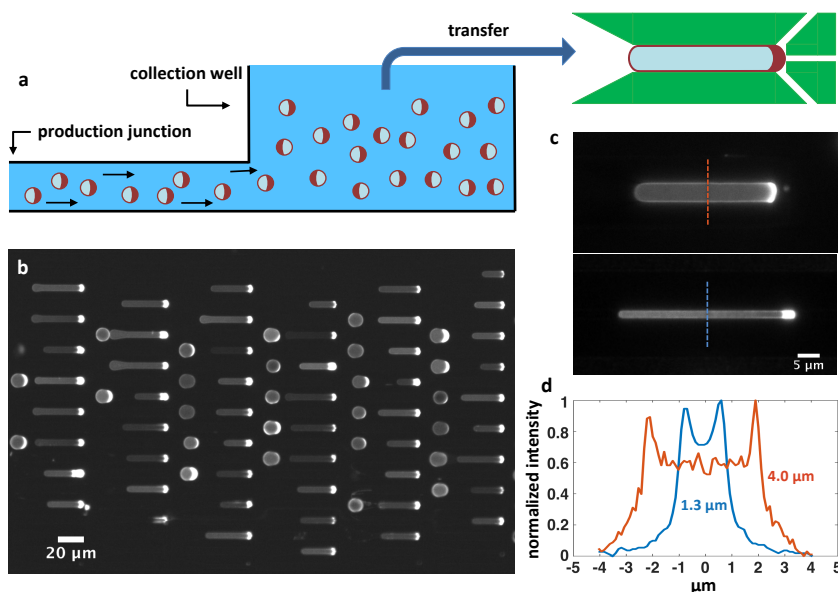 a
transfer
collection well
production junction
b
20 µm
c
5 µm
d
normalized intensity
1
0.8
0.6
0.4
0.2
0
4.0 µm
1.3 µm
-5 -4 -3 -2 -1 0 1 2 3 4 5
µm